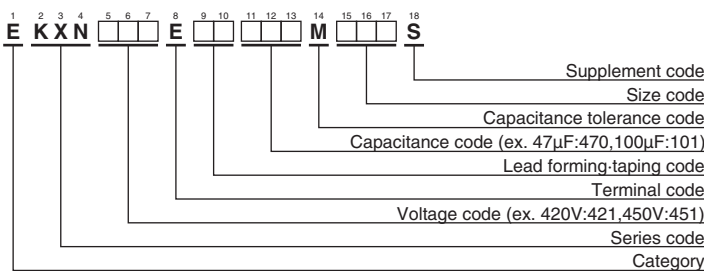 1 2 3 4 5 6 7 8 9 10 11 12 13 14 15 16 17 18
E KXN □□□ E □□ □□□ M □□□ S
Supplement code
Size code
Capacitance tolerance code
Capacitance code (ex. 47μF:470,100μF:101)
Lead forming·taping code
Terminal code
Voltage code (ex. 420V:421,450V:451)
Series code
Category